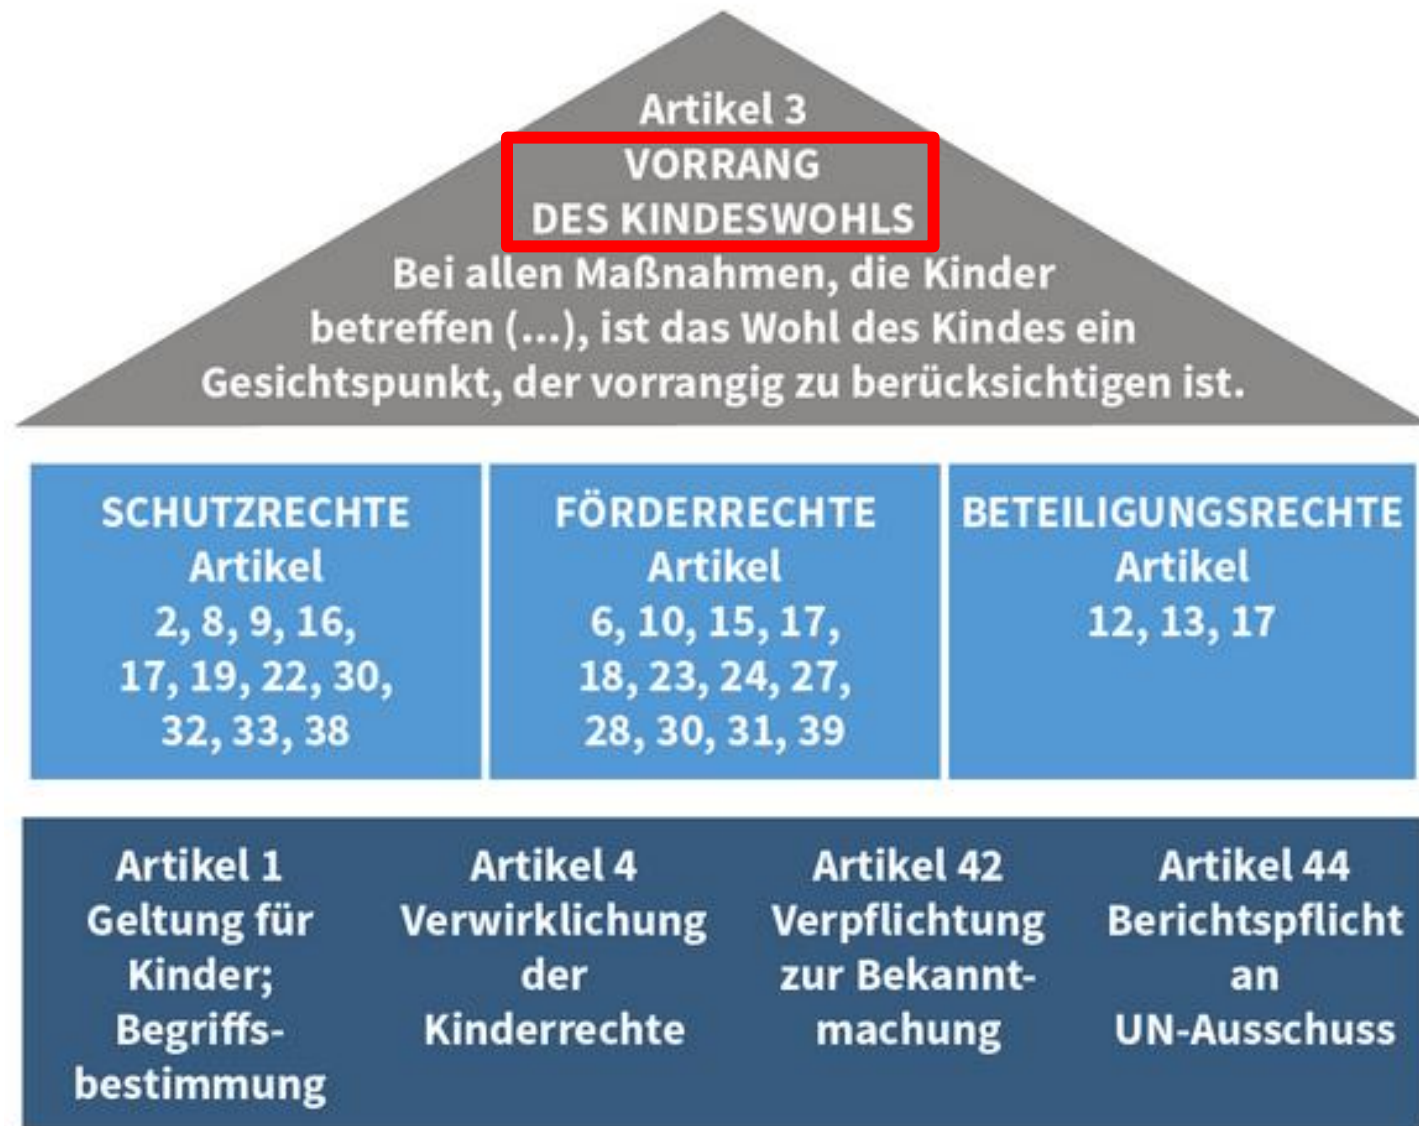 Artikel 3
VORRANG
DES KINDESWOHLS
Bei allen Maßnahmen, die Kinder
betreffen (...), ist das Wohl des Kindes ein
Gesichtspunkt, der vorrangig zu berücksichtigen ist.
SCHUTZRECHTE
Artikel
2, 8, 9, 16,
17, 19, 22, 30,
32, 33, 38
FÖRDERRECHTE
Artikel
6, 10, 15, 17,
18, 23, 24, 27,
28, 30, 31, 39
BETEILIGUNGSRECHTE
Artikel
12, 13, 17
Artikel 1
Geltung für
Kinder;
Begriffs-
bestimmung
Artikel 4
Verwirklichung
der
Kinderrechte
Artikel 42
Verpflichtung
zur Bekannt-
machung
Artikel 44
Berichtspflicht
an
UN-Ausschuss